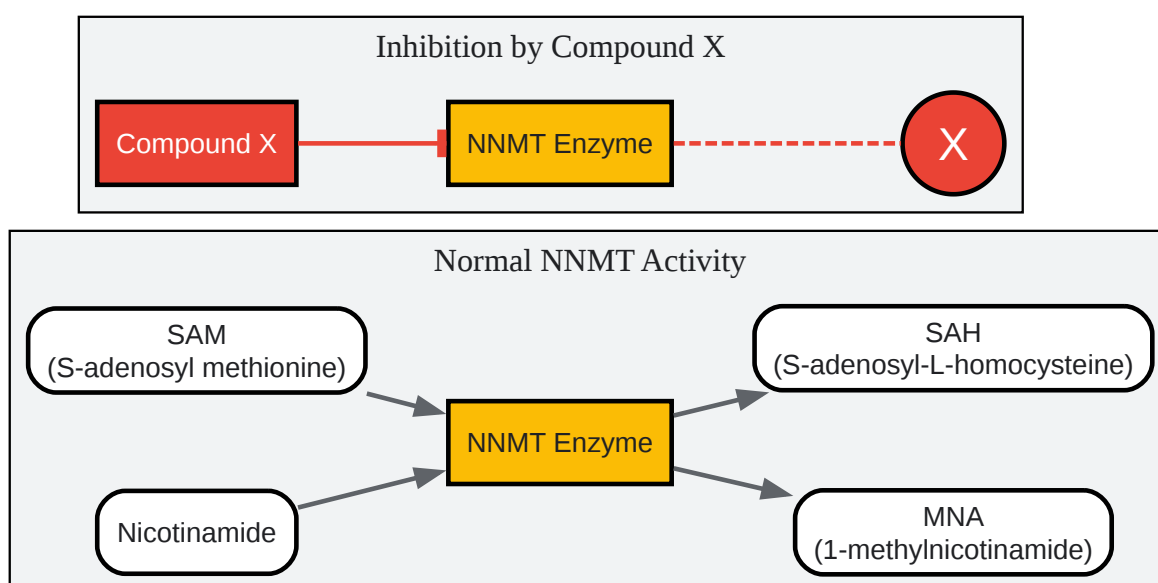 Inhibition by Compound X
Compound X
NNMT Enzyme
X
Normal NNMT Activity
SAM
(S-adenosyl methionine)
SAH
(S-adenosyl-L-homocysteine)
NNMT Enzyme
Nicotinamide
MNA
(1-methylnicotinamide)